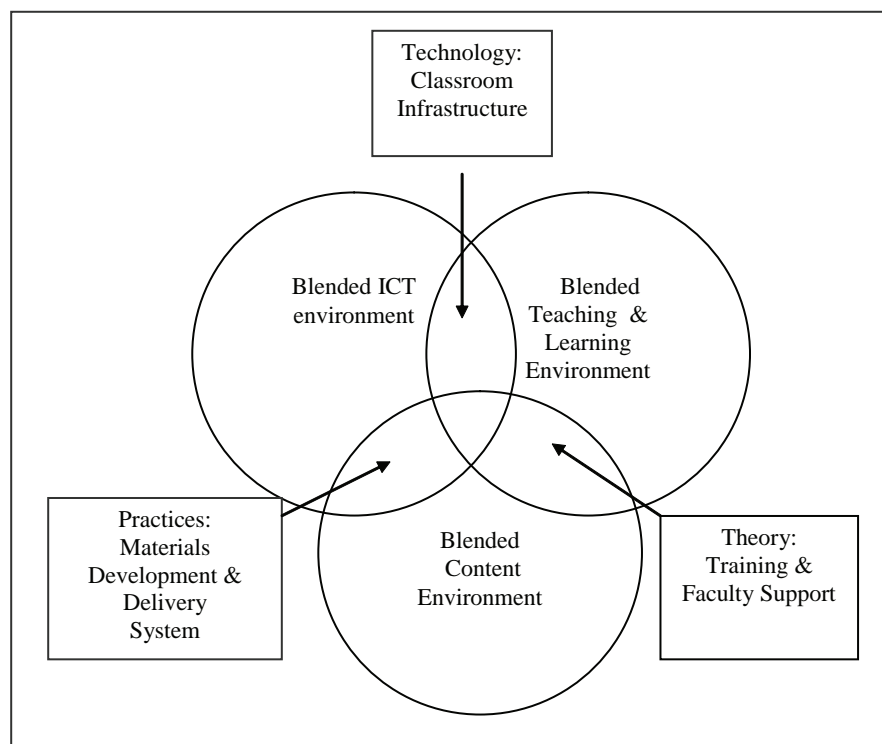 Technology:
Classroom
Infrastructure
Blended ICT
environment
Blended
Teaching &
Learning
Environment
Practices:
Materials
Development &
Delivery
System
Blended
Content
Environment
Theory:
Training &
Faculty Support